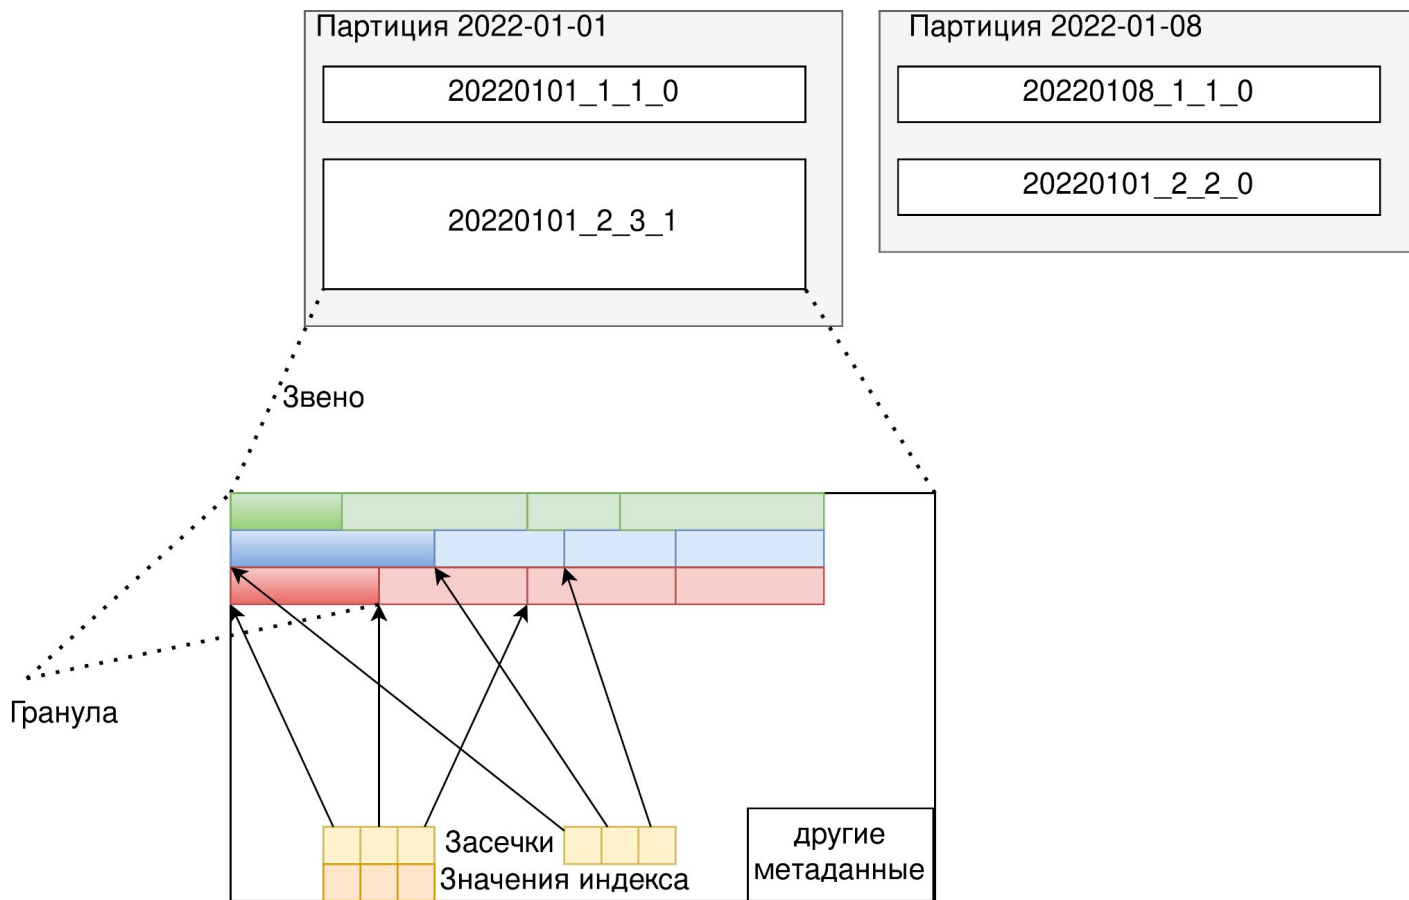 Партиция 2022-01-01
20220101_1_1_0
20220101_2_3_1
Партиция 2022-01-08
20220108_1_1_0
20220101_2_2_0
Звено
Гранула
Засечки
Значения индекса
другие
метаданные